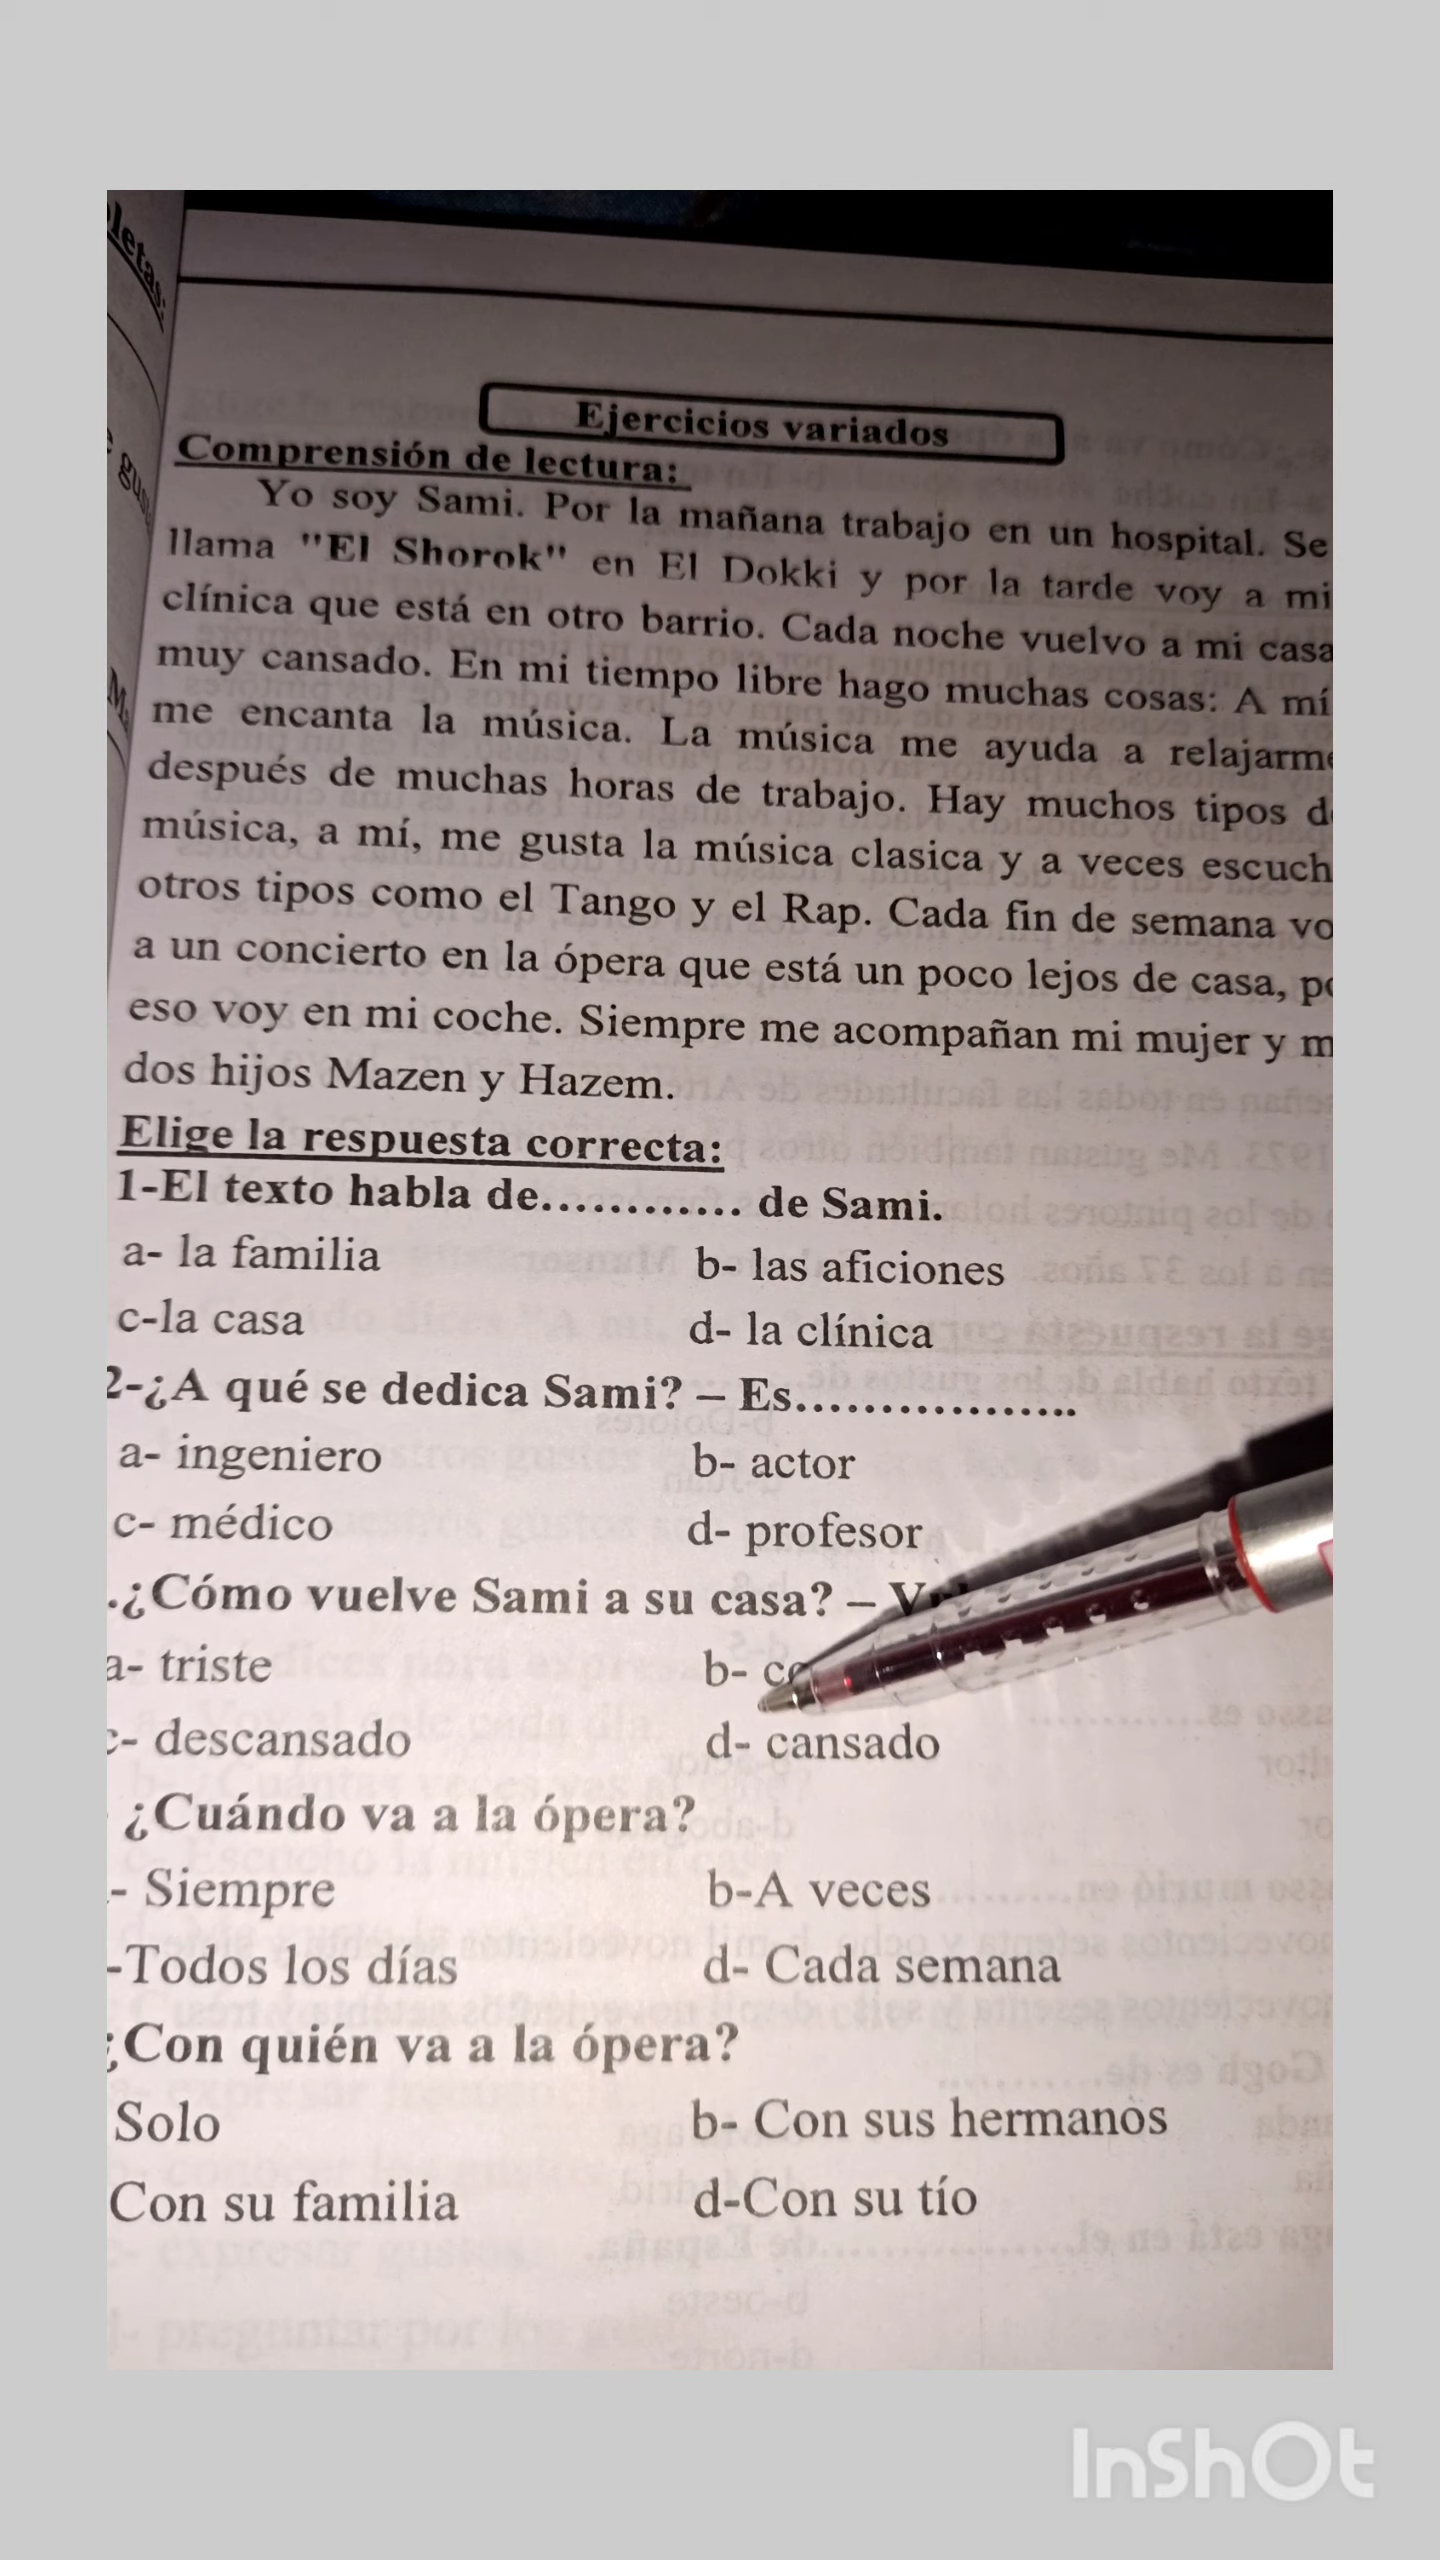 letas:
gus
Ejercicios variados
Comprensión de lectura:
Yo soy Sami. Por la mañana trabajo en un hospital. Se
llama "El Shorok" en El Dokki y por la tarde voy a mi
clínica que está en otro barrio. Cada noche vuelvo a mi casa
muy cansado. En mi tiempo libre hago muchas cosas: A mí
me encanta la música. La música me ayuda a relajarme
después de muchas horas de trabajo. Hay muchos tipos d
música, a mí, me gusta la música clasica y a veces escuch
otros tipos como el Tango y el Rap. Cada fin de semana vo
a un concierto en la ópera que está un poco lejos de casa, po
eso voy en mi coche. Siempre me acompañan mi mujer y m
dos hijos Mazen y Hazem.
Elige la respuesta correcta:
1-El texto habla de............ de Sami.
a- la familia b- las aficiones
c-la casa d- la clínica
2-¿A qué se dedica Sami? – Es.................
a- ingeniero b- actor
c- médico d- profesor
.¿Cómo vuelve Sami a su casa? – V
a- triste b- c
c- descansado d- cansado
¿Cuándo va a la ópera?
- Siempre b-A veces
-Todos los días d- Cada semana
¿Con quién va a la ópera?
Solo b- Con sus hermanos
Con su familia d-Con su tío
InShOt